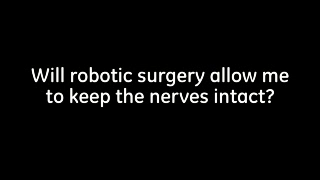 Will robotic surgery allow me
to keep the nerves intact?